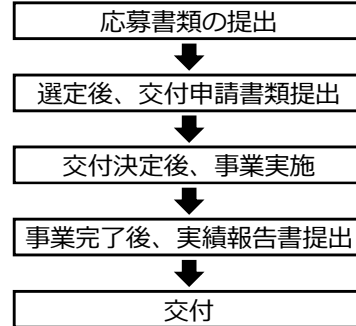 応募書類の提出
選定後、交付申請書類提出
交付決定後、事業実施
事業完了後、実績報告書提出
交付